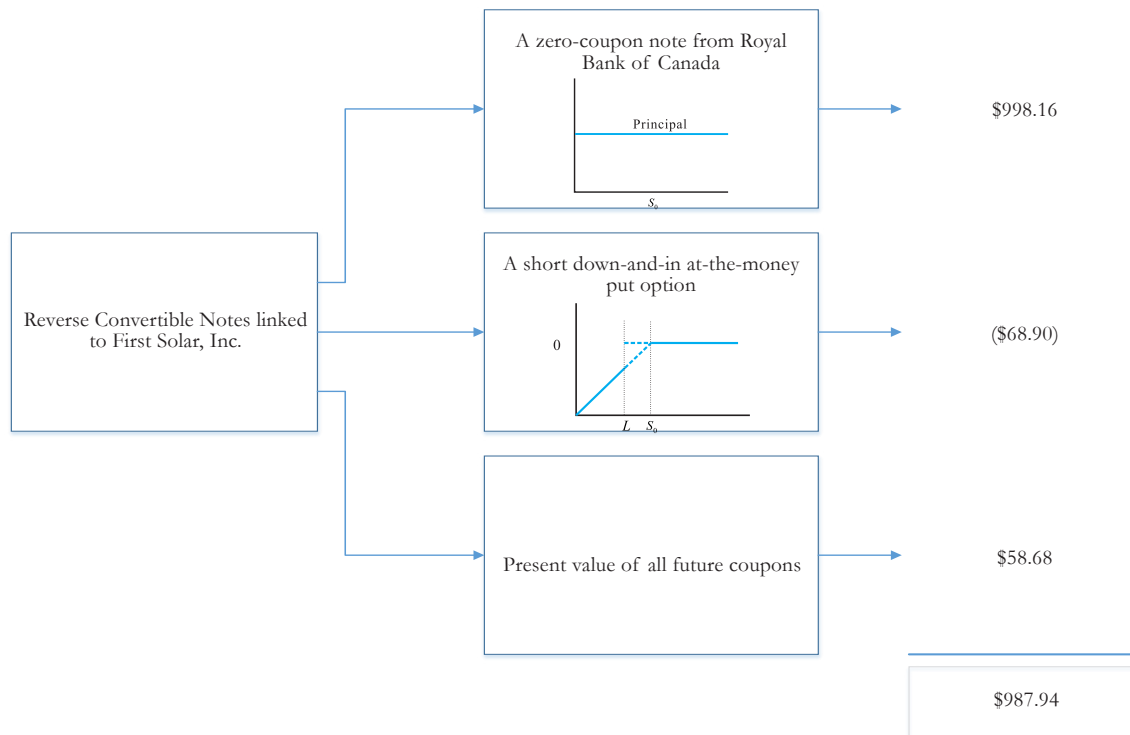 A zero-coupon note from Royal
Bank of Canada
Principal
S₀
$998.16
Reverse Convertible Notes linked
to First Solar, Inc.
A short down-and-in at-the-money
put option
0
L S₀
($68.90)
Present value of all future coupons
$58.68
$987.94